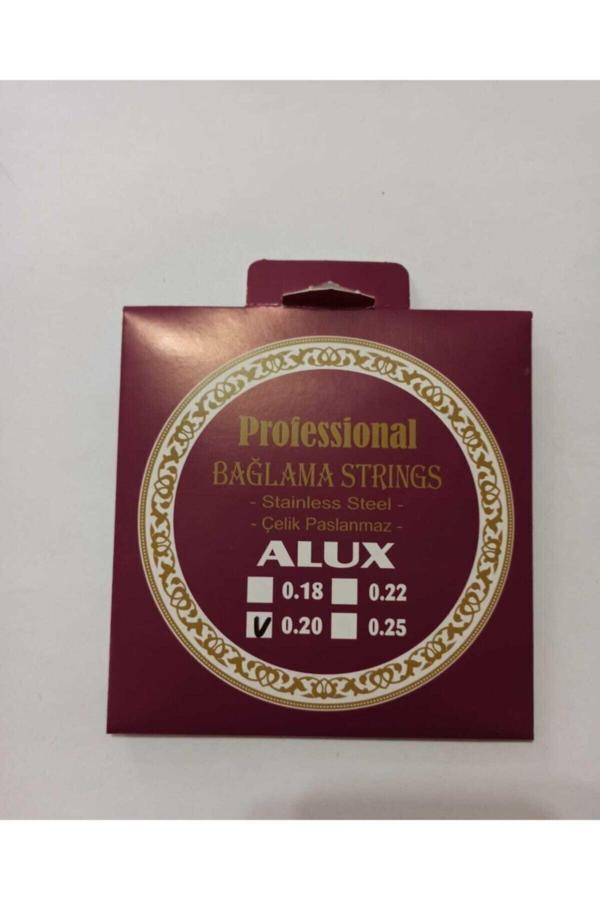 Professional
BAĞLAMA STRINGS
- Stainless Steel -
- Çelik Paslanmaz -
ALUX
0.18 0.22
0.20 0.25